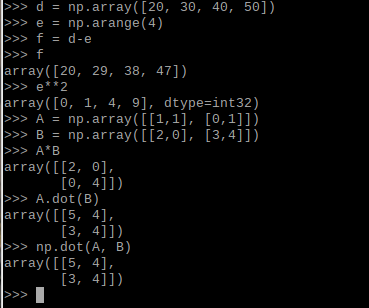 >>> d = np.array([20, 30, 40, 50])
>>> e = np.arange(4)
>>> f = d-e
>>> f
array([20, 29, 38, 47])
>>> e**2
array([0, 1, 4, 9], dtype=int32)
>>> A = np.array([[1,1], [0,1]])
>>> B = np.array([[2,0], [3,4]])
>>> A*B
array([[2, 0],
       [0, 4]])
>>> A.dot(B)
array([[5, 4],
       [3, 4]])
>>> np.dot(A, B)
array([[5, 4],
       [3, 4]])
>>>